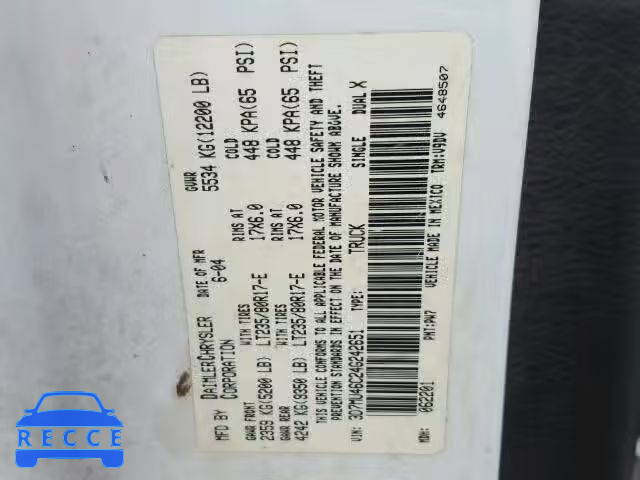 MFD BY DAIMLERCHRYSLER CORPORATION DATE OF MFR 6-04 GVWR 5534 KG(12200 LB)
GAWR FRONT WITH TIRES RIMS AT COLD
2359 KG(5200 LB) LT235/80R17-E 17X6.0 448 KPA(65 PSI)
GAWR REAR WITH TIRES RIMS AT COLD
4242 KG(9350 LB) LT235/80R17-E 17X6.0 448 KPA(65 PSI)
THIS VEHICLE CONFORMS TO ALL APPLICABLE FEDERAL MOTOR VEHICLE SAFETY AND THEFT
PREVENTION STANDARDS IN EFFECT ON THE DATE OF MANUFACTURE SHOWN ABOVE.
VIN: 3D7MU46C24G242651 TYPE: TRUCK SINGLE DUAL X
MDH: 062201 PNT:PW7 VEHICLE MADE IN MEXICO TRM:V9DV
4648507
RECCE